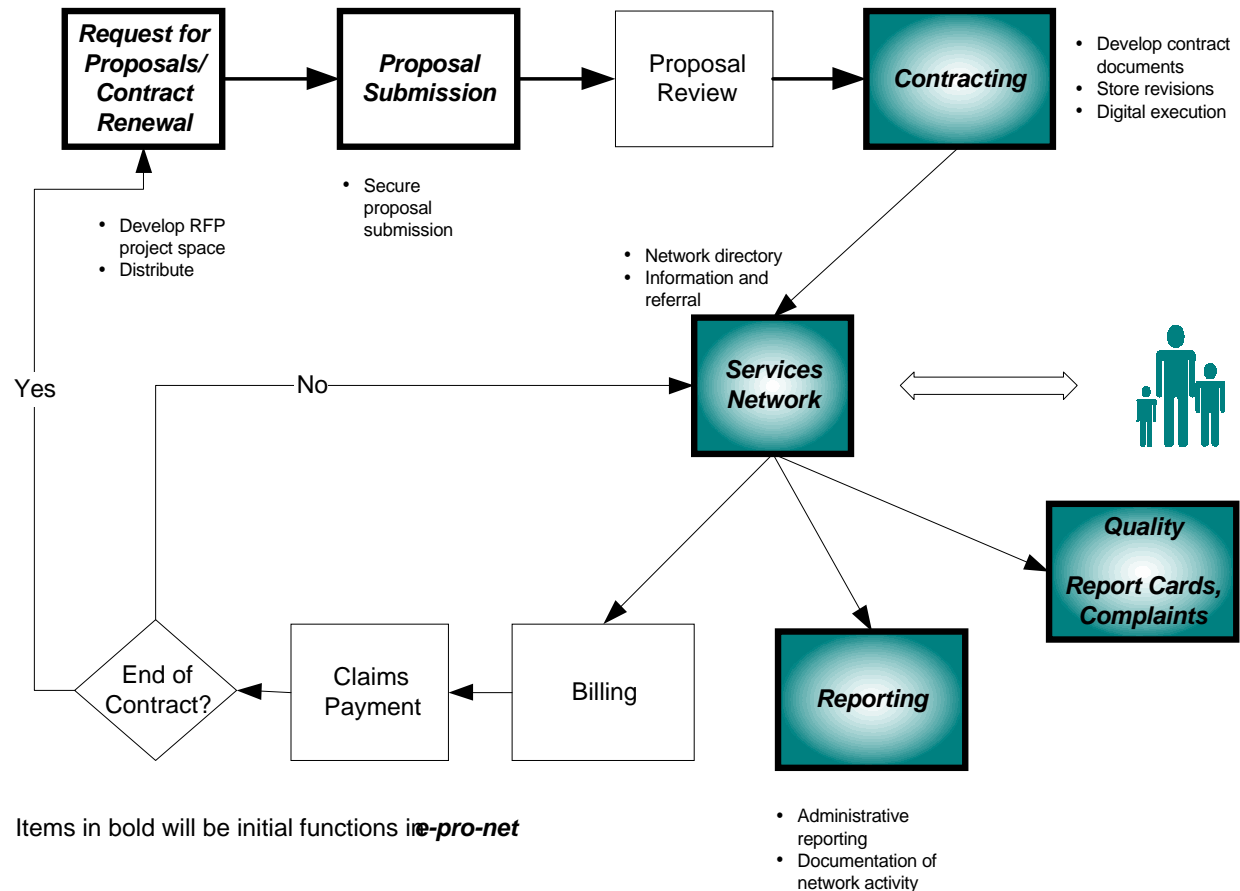 Request for
Proposals/
Contract
Renewal
Proposal
Submission
Proposal
Review
Contracting
• Develop contract
documents
• Store revisions
• Digital execution
• Develop RFP
project space
• Distribute
• Secure
proposal
submission
• Network directory
• Information and
referral
Yes
No
Services
Network
Quality
Report Cards,
Complaints
End of
Contract?
Claims
Payment
Billing
Reporting
Items in bold will be initial functions in e-pro-net
• Administrative
reporting
• Documentation of
network activity